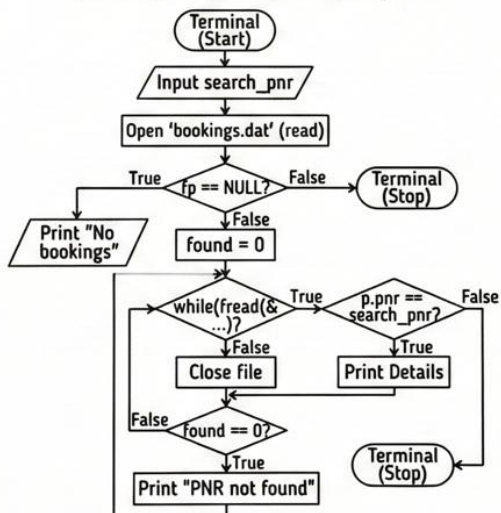 Terminal
(Start)
Input search_pnr
Open 'bookings.dat' (read)
True
fp == NULL?
False
Terminal
(Stop)
Print "No
bookings"
False
found = 0
while(fread(&
...)?
True
p.pnr ==
search_pnr?
False
False
True
Close file
Print Details
False
found == 0?
True
Terminal
(Stop)
Print "PNR not found"